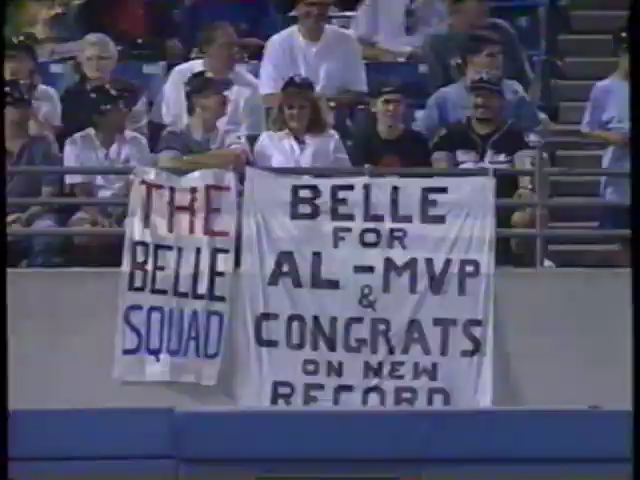 THE
BELLE
SQUAD
BELLE
FOR
AL-MVP
&
CONGRATS
ON NEW
RECORD